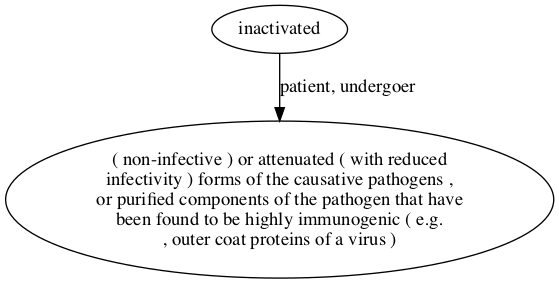 inactivated
patient, undergoer
( non-infective ) or attenuated ( with reduced
infectivity ) forms of the causative pathogens ,
or purified components of the pathogen that have
been found to be highly immunogenic ( e.g.
, outer coat proteins of a virus )